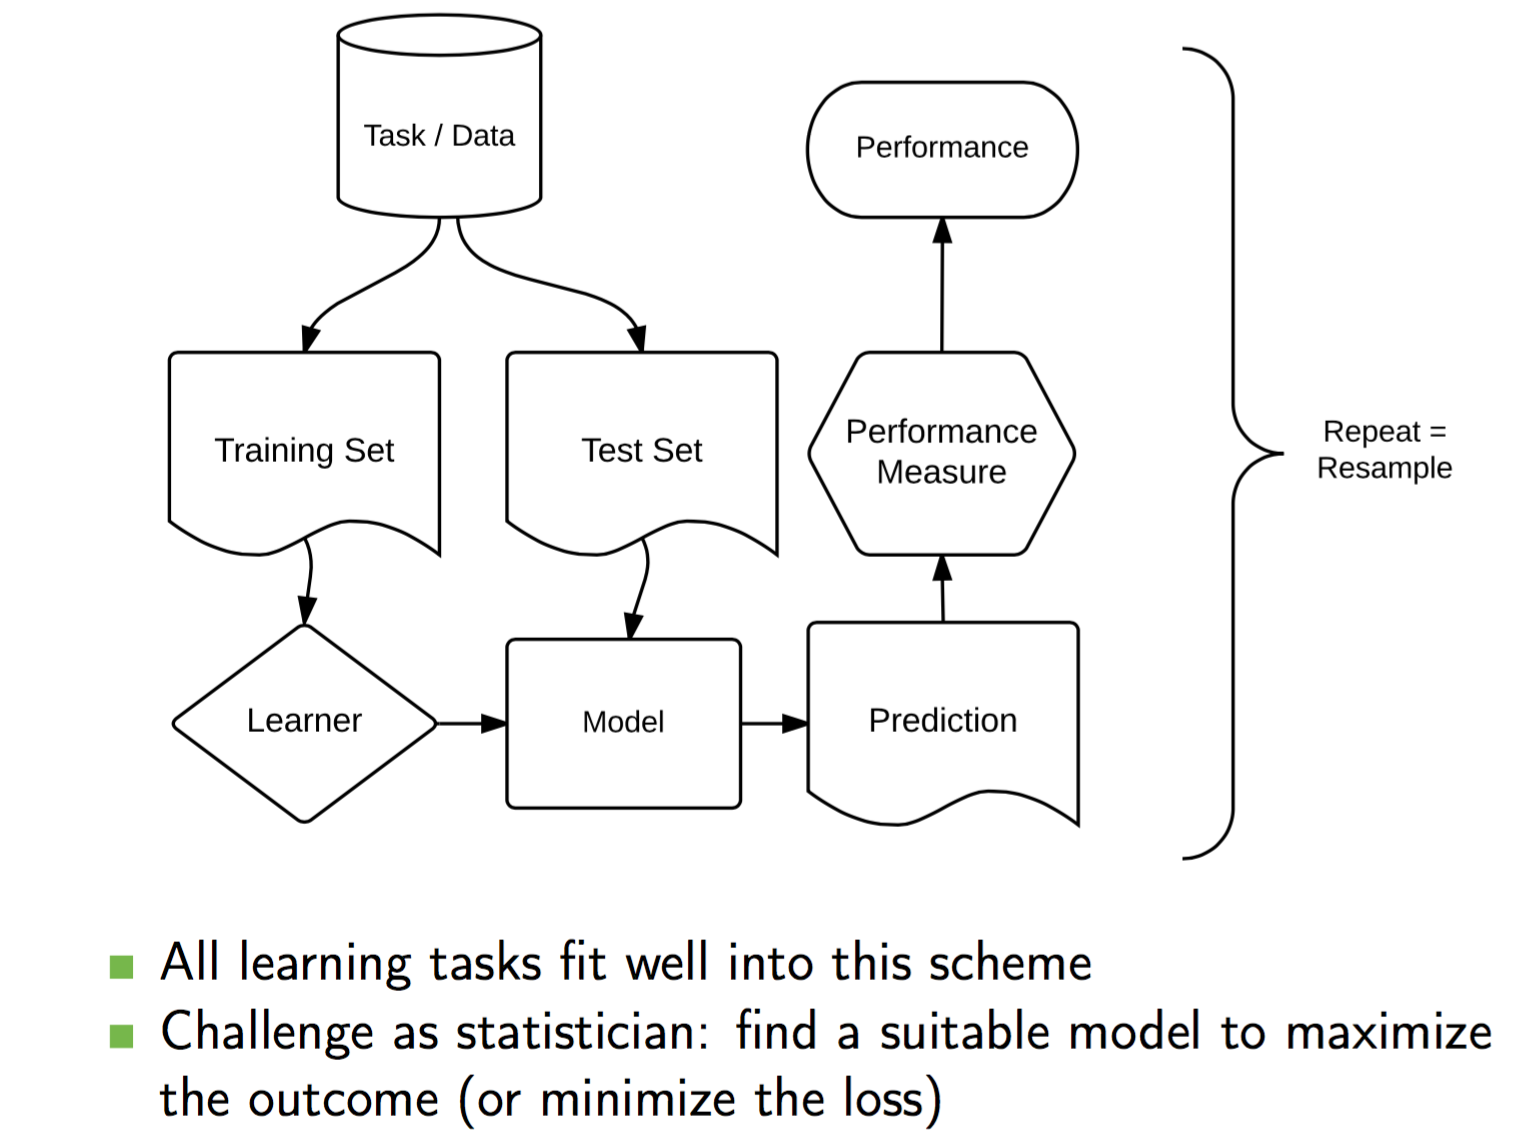 Task / Data
Performance
Training Set
Test Set
Performance
Measure
Repeat =
Resample
Learner
Model
Prediction
All learning tasks fit well into this scheme
Challenge as statistician: find a suitable model to maximize
the outcome (or minimize the loss)